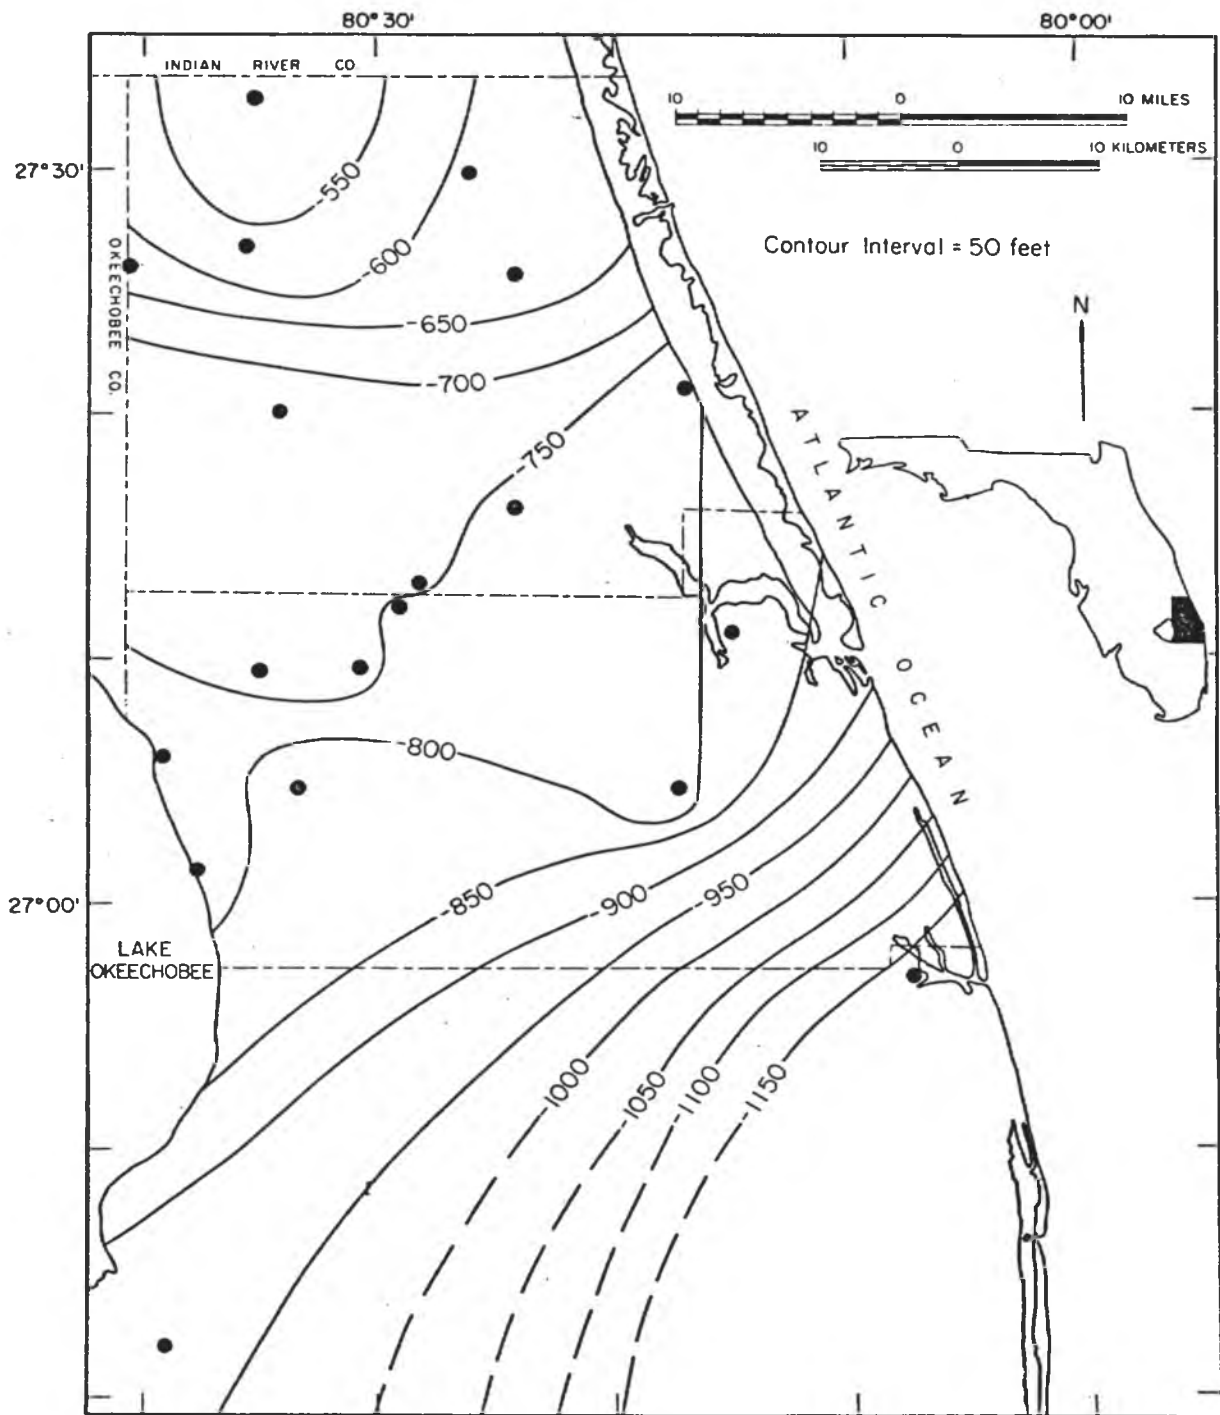 80°30'
80°00'
INDIAN RIVER CO
10 0 10 MILES
10 0 10 KILOMETERS
27°30'
-550
OKEECHOBEE CO.
-600
Contour Interval = 50 feet
N
-650
-700
-750
ATLANTIC OCEAN
-800
-850
-900
-950
27°00'
LAKE
OKEECHOBEE
-1000
-1050
-1100
-1150